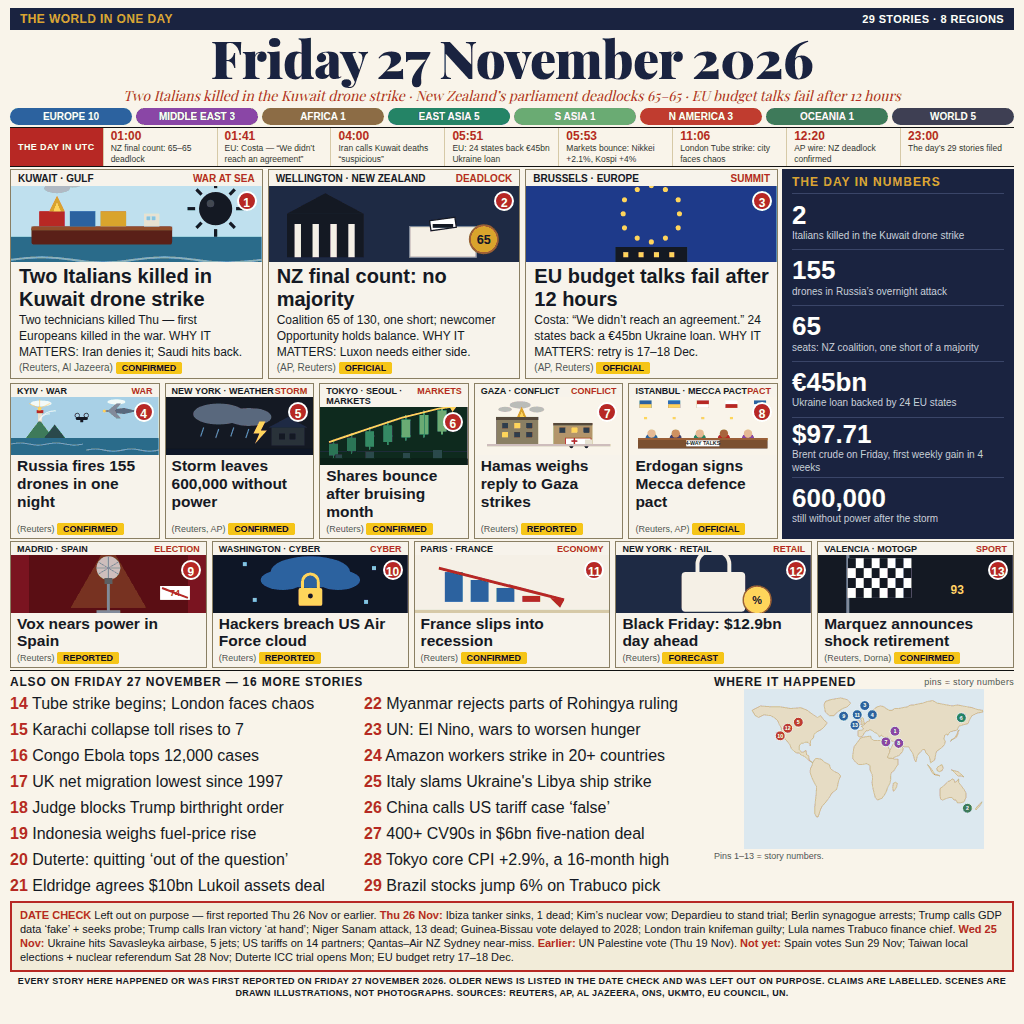 THE WORLD IN ONE DAY
29 STORIES · 8 REGIONS
Friday 27 November 2026
Two Italians killed in the Kuwait drone strike · New Zealand’s parliament deadlocks 65–65 · EU budget talks fail after 12 hours
EUROPE 10
MIDDLE EAST 3
AFRICA 1
EAST ASIA 5
S ASIA 1
N AMERICA 3
OCEANIA 1
WORLD 5
THE DAY IN UTC
01:00
NZ final count: 65–65
deadlock
01:41
EU: Costa — “We didn’t
reach an agreement”
04:00
Iran calls Kuwait deaths
“suspicious”
05:51
EU: 24 states back €45bn
Ukraine loan
05:53
Markets bounce: Nikkei
+2.1%, Kospi +4%
11:06
London Tube strike: city
faces chaos
12:20
AP wire: NZ deadlock
confirmed
23:00
The day’s 29 stories filed
KUWAIT · GULF
WAR AT SEA
1
Two Italians killed in
Kuwait drone strike
Two technicians killed Thu — first
Europeans killed in the war. WHY IT
MATTERS: Iran denies it; Saudi hits back.
(Reuters, Al Jazeera) CONFIRMED
WELLINGTON · NEW ZEALAND
DEADLOCK
2
65
NZ final count: no
majority
Coalition 65 of 130, one short; newcomer
Opportunity holds balance. WHY IT
MATTERS: Luxon needs either side.
(AP, Reuters) OFFICIAL
BRUSSELS · EUROPE
SUMMIT
3
EU budget talks fail after
12 hours
Costa: “We didn’t reach an agreement.” 24
states back a €45bn Ukraine loan. WHY IT
MATTERS: retry is 17–18 Dec.
(AP, Reuters) OFFICIAL
THE DAY IN NUMBERS
2
Italians killed in the Kuwait drone strike
155
drones in Russia’s overnight attack
65
seats: NZ coalition, one short of a majority
€45bn
Ukraine loan backed by 24 EU states
$97.71
Brent crude on Friday, first weekly gain in 4
weeks
600,000
still without power after the storm
KYIV · WAR
WAR
4
Russia fires 155
drones in one
night
(Reuters) CONFIRMED
NEW YORK · WEATHER
STORM
5
Storm leaves
600,000 without
power
(Reuters, AP) CONFIRMED
TOKYO · SEOUL ·
MARKETS
MARKETS
6
Shares bounce
after bruising
month
(Reuters) CONFIRMED
GAZA · CONFLICT
CONFLICT
7
Hamas weighs
reply to Gaza
strikes
(Reuters) REPORTED
ISTANBUL · MECCA PACT
PACT
8
4-WAY TALKS
Erdogan signs
Mecca defence
pact
(Reuters, AP) OFFICIAL
MADRID · SPAIN
ELECTION
9
74
Vox nears power in
Spain
(Reuters) REPORTED
WASHINGTON · CYBER
CYBER
10
Hackers breach US Air
Force cloud
(Reuters) REPORTED
PARIS · FRANCE
ECONOMY
11
France slips into
recession
(Reuters) CONFIRMED
NEW YORK · RETAIL
RETAIL
12
%
Black Friday: $12.9bn
day ahead
(Reuters) FORECAST
VALENCIA · MOTOGP
SPORT
13
93
Marquez announces
shock retirement
(Reuters, Dorna) CONFIRMED
ALSO ON FRIDAY 27 NOVEMBER — 16 MORE STORIES
14 Tube strike begins; London faces chaos
15 Karachi collapse toll rises to 7
16 Congo Ebola tops 12,000 cases
17 UK net migration lowest since 1997
18 Judge blocks Trump birthright order
19 Indonesia weighs fuel-price rise
20 Duterte: quitting ‘out of the question’
21 Eldridge agrees $10bn Lukoil assets deal
22 Myanmar rejects parts of Rohingya ruling
23 UN: El Nino, wars to worsen hunger
24 Amazon workers strike in 20+ countries
25 Italy slams Ukraine's Libya ship strike
26 China calls US tariff case ‘false’
27 400+ CV90s in $6bn five-nation deal
28 Tokyo core CPI +2.9%, a 16-month high
29 Brazil stocks jump 6% on Trabuco pick
WHERE IT HAPPENED
pins = story numbers
3
9
11
4
13
5
12
10
6
1
7
8
2
Pins 1–13 = story numbers.
DATE CHECK Left out on purpose — first reported Thu 26 Nov or earlier. Thu 26 Nov: Ibiza tanker sinks, 1 dead; Kim’s nuclear vow; Depardieu to stand trial; Berlin synagogue arrests; Trump calls GDP
data ‘fake’ + seeks probe; Trump calls Iran victory ‘at hand’; Niger Sanam attack, 13 dead; Guinea-Bissau vote delayed to 2028; London train knifeman guilty; Lula names Trabuco finance chief. Wed 25
Nov: Ukraine hits Savasleyka airbase, 5 jets; US tariffs on 14 partners; Qantas–Air NZ Sydney near-miss. Earlier: UN Palestine vote (Thu 19 Nov). Not yet: Spain votes Sun 29 Nov; Taiwan local
elections + nuclear referendum Sat 28 Nov; Duterte ICC trial opens Mon; EU budget retry 17–18 Dec.
EVERY STORY HERE HAPPENED OR WAS FIRST REPORTED ON FRIDAY 27 NOVEMBER 2026. OLDER NEWS IS LISTED IN THE DATE CHECK AND WAS LEFT OUT ON PURPOSE. CLAIMS ARE LABELLED. SCENES ARE
DRAWN ILLUSTRATIONS, NOT PHOTOGRAPHS. SOURCES: REUTERS, AP, AL JAZEERA, ONS, UKMTO, EU COUNCIL, UN.